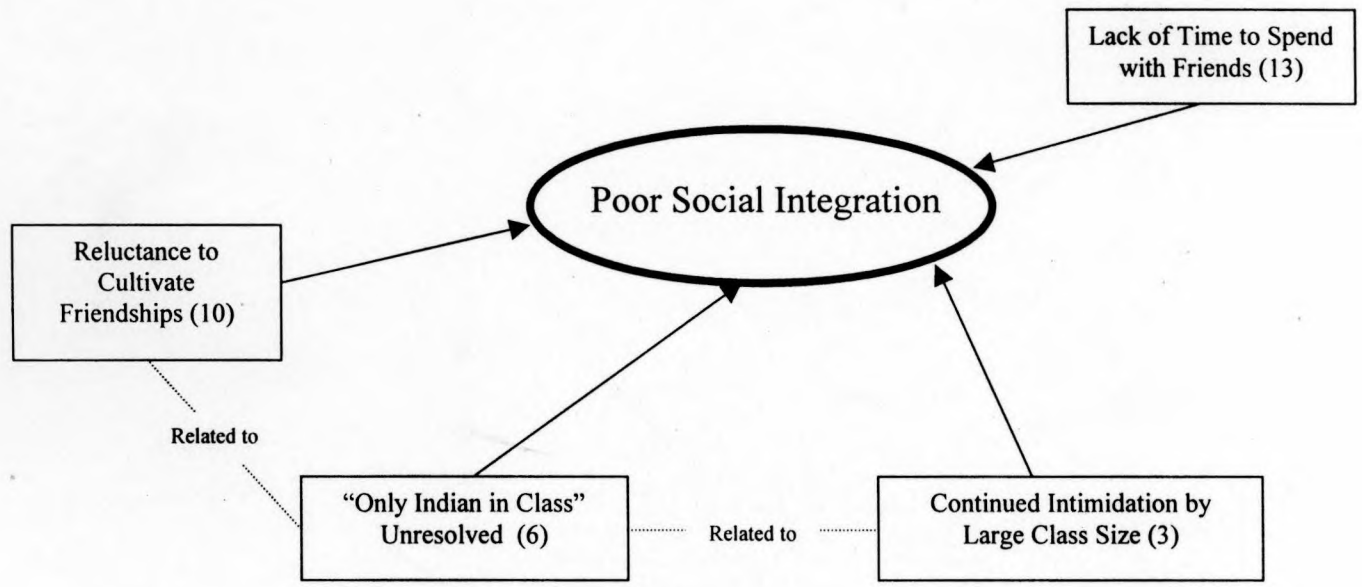 Lack of Time to Spend
with Friends (13)
Poor Social Integration
Reluctance to
Cultivate
Friendships (10)
Related to
“Only Indian in Class”
Unresolved (6)
Related to
Continued Intimidation by
Large Class Size (3)